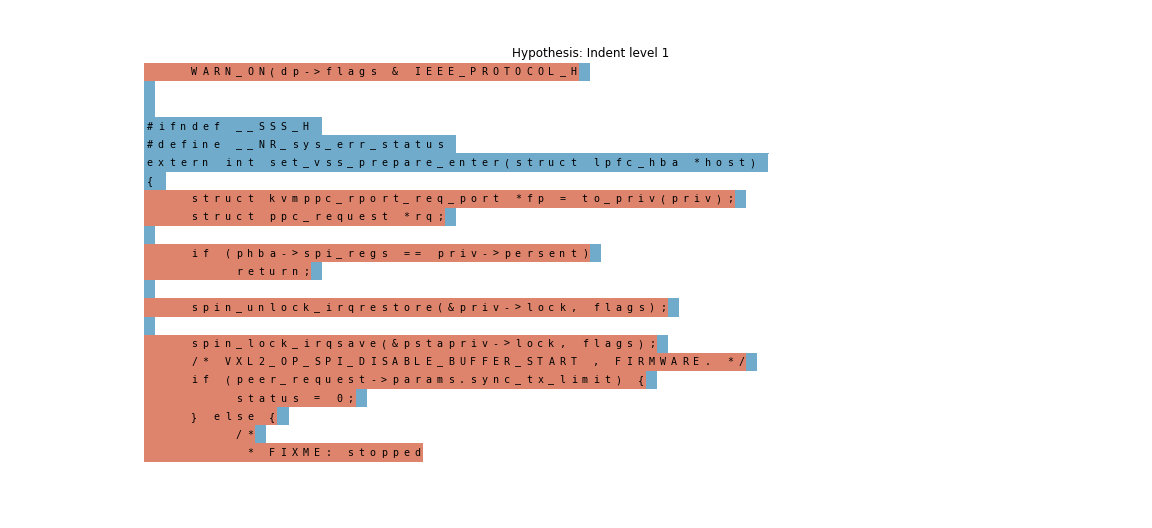 Hypothesis: Indent level 1
WARN_ON(dp->flags & IEEE_PROTOCOL_H
#ifndef __SSS_H
#define __NR_sys_err_status
extern int set_vss_prepare_enter(struct lpfc_hba *host)
{
struct kvmppc_rport_req_port *fp = to_priv(priv);
struct ppc_request *rq;
if (phba->spi_regs == priv->persent)
return;
spin_unlock_irqrestore(&priv->lock, flags);
spin_lock_irqsave(&pstapriv->lock, flags);
/* VXL2_OP_SPI_DISABLE_BUFFER_START , FIRMWARE. */
if (peer_request->params.sync_tx_limit) {
status = 0;
} else {
/*
* FIXME: stopped